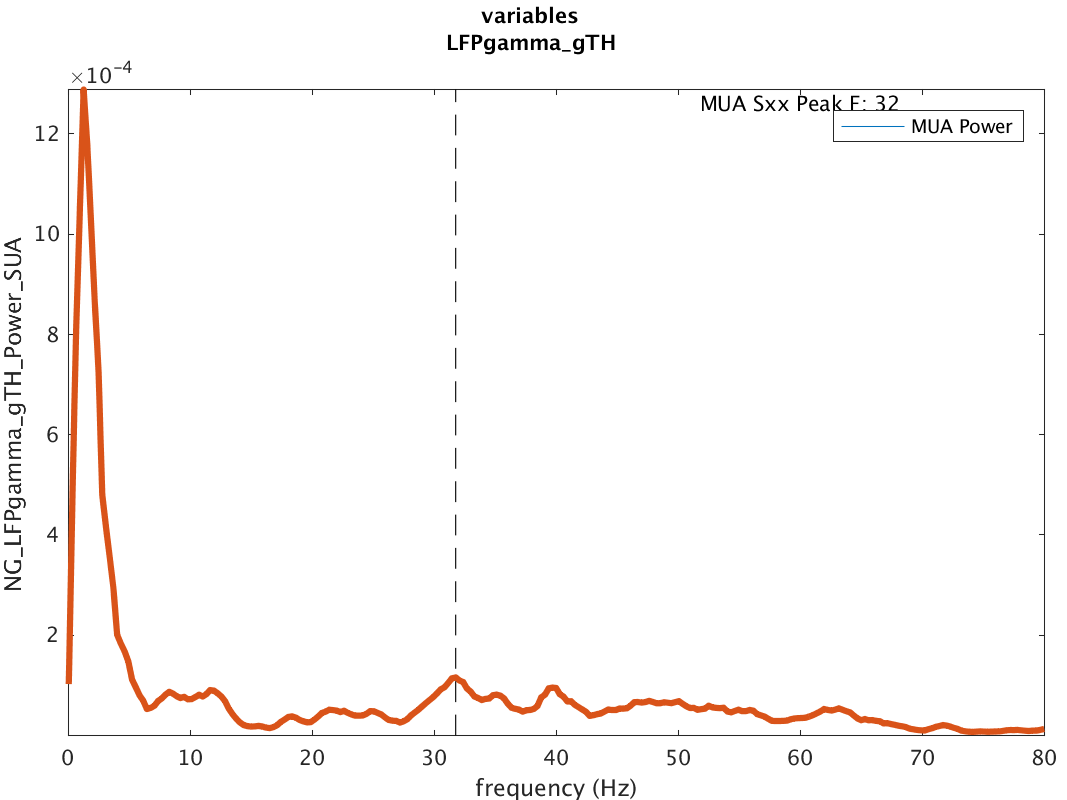 variables
LFPgamma_gTH
×10⁻⁴
MUA Sxx Peak F: 32
MUA Power
12
10
8
6
4
2
NG_LFPgamma_gTH_Power_SUA
0 10 20 30 40 50 60 70 80
frequency (Hz)